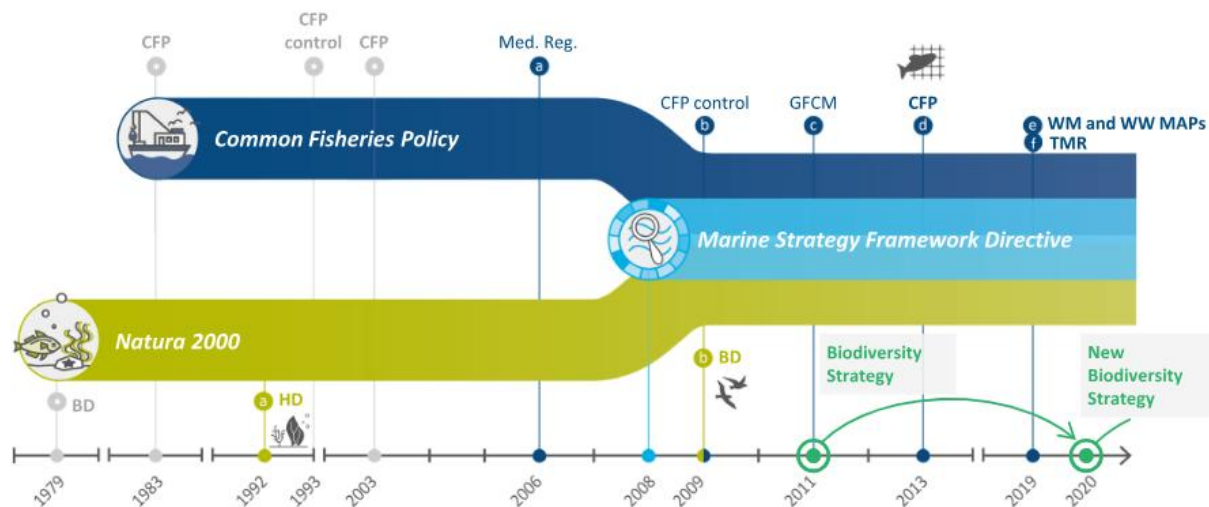 CFP
CFP
control
CFP
Med. Reg.
a
CFP control
b
GFCM
c
CFP
d
e WM and WW MAPs
f TMR
Common Fisheries Policy
Marine Strategy Framework Directive
Natura 2000
BD
a HD
b BD
Biodiversity
Strategy
New
Biodiversity
Strategy
1979
1983
1992
1993
2003
2006
2008
2009
2011
2013
2019
2020